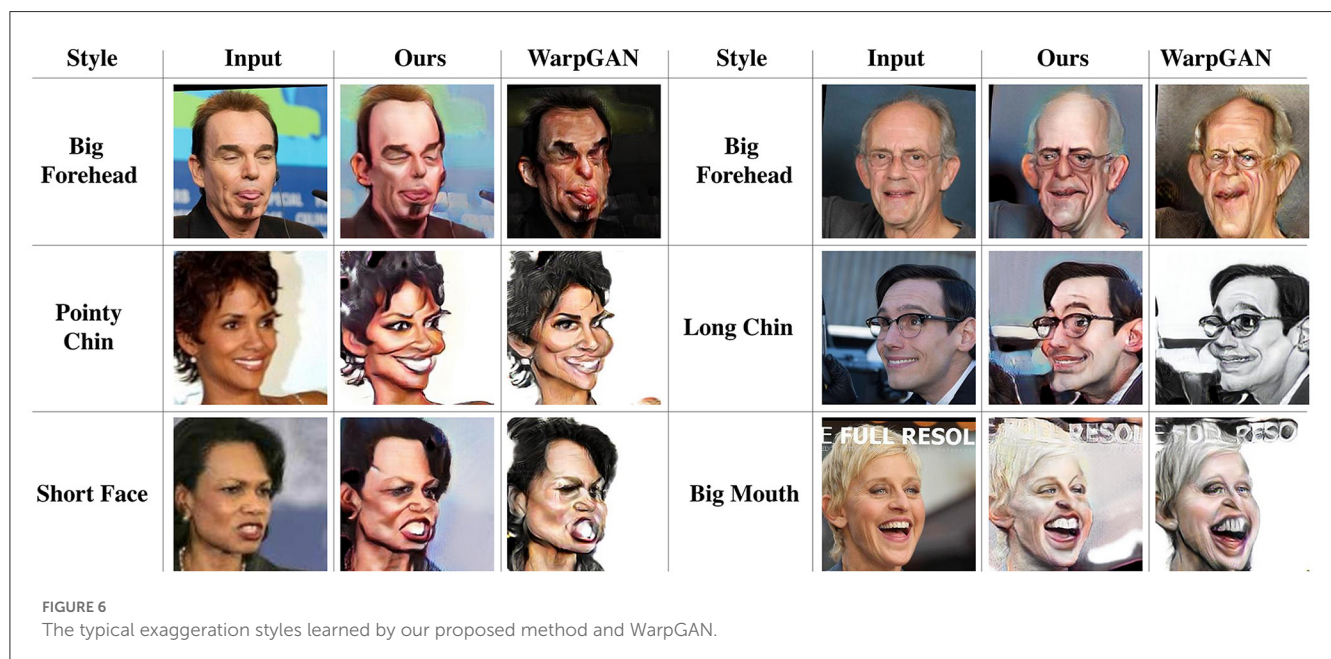 Style Input Ours WarpGAN Style Input Ours WarpGAN
Big
Forehead
Big
Forehead
Pointy
Chin
Long Chin
Short Face
Big Mouth
E FULL RESOL
FIGURE 6
The typical exaggeration styles learned by our proposed method and WarpGAN.